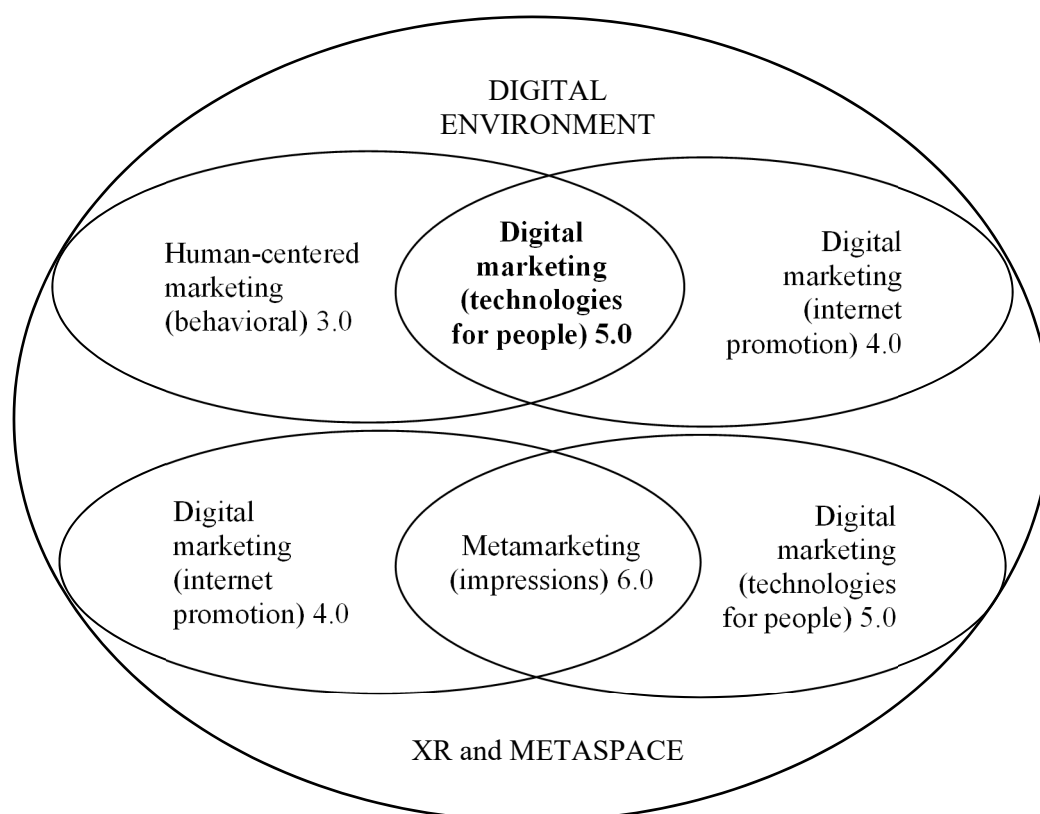 DIGITAL
ENVIRONMENT
Human-centered
marketing
(behavioral) 3.0
Digital
marketing
(technologies
for people) 5.0
Digital
marketing
(internet
promotion) 4.0
Digital
marketing
(internet
promotion) 4.0
Metamarketing
(impressions) 6.0
Digital
marketing
(technologies
for people) 5.0
XR and METASPACE